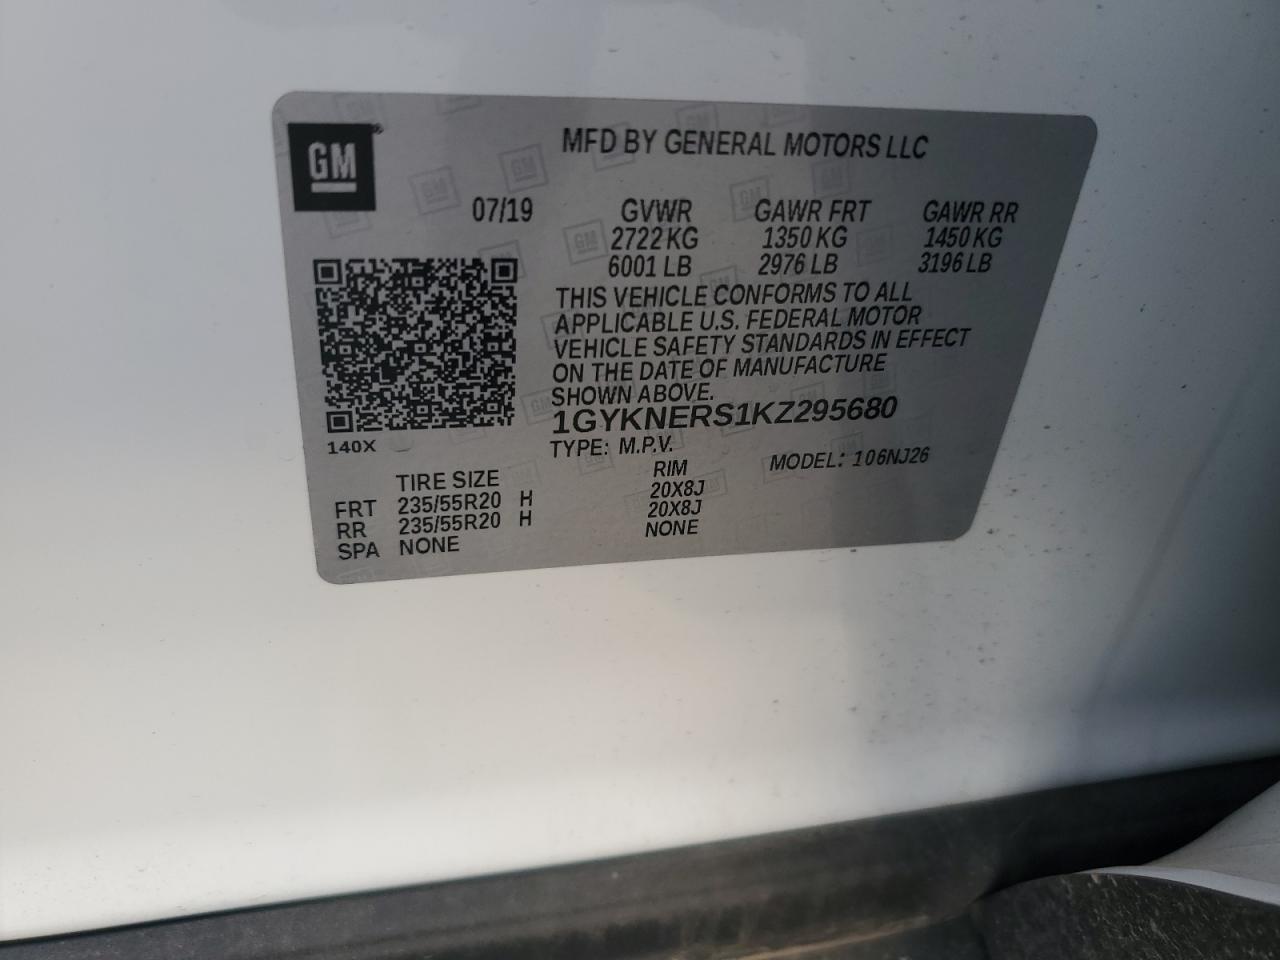 GM®
MFD BY GENERAL MOTORS LLC
07/19 GVWR GAWR FRT GAWR RR
2722 KG 1350 KG 1450 KG
6001 LB 2976 LB 3196 LB
THIS VEHICLE CONFORMS TO ALL
APPLICABLE U.S. FEDERAL MOTOR
VEHICLE SAFETY STANDARDS IN EFFECT
ON THE DATE OF MANUFACTURE
SHOWN ABOVE.
1GYKNERS1KZ295680
140X
TYPE: M.P.V. MODEL: 106NJ26
TIRE SIZE RIM
FRT 235/55R20 H 20X8J
RR 235/55R20 H 20X8J
SPA NONE NONE